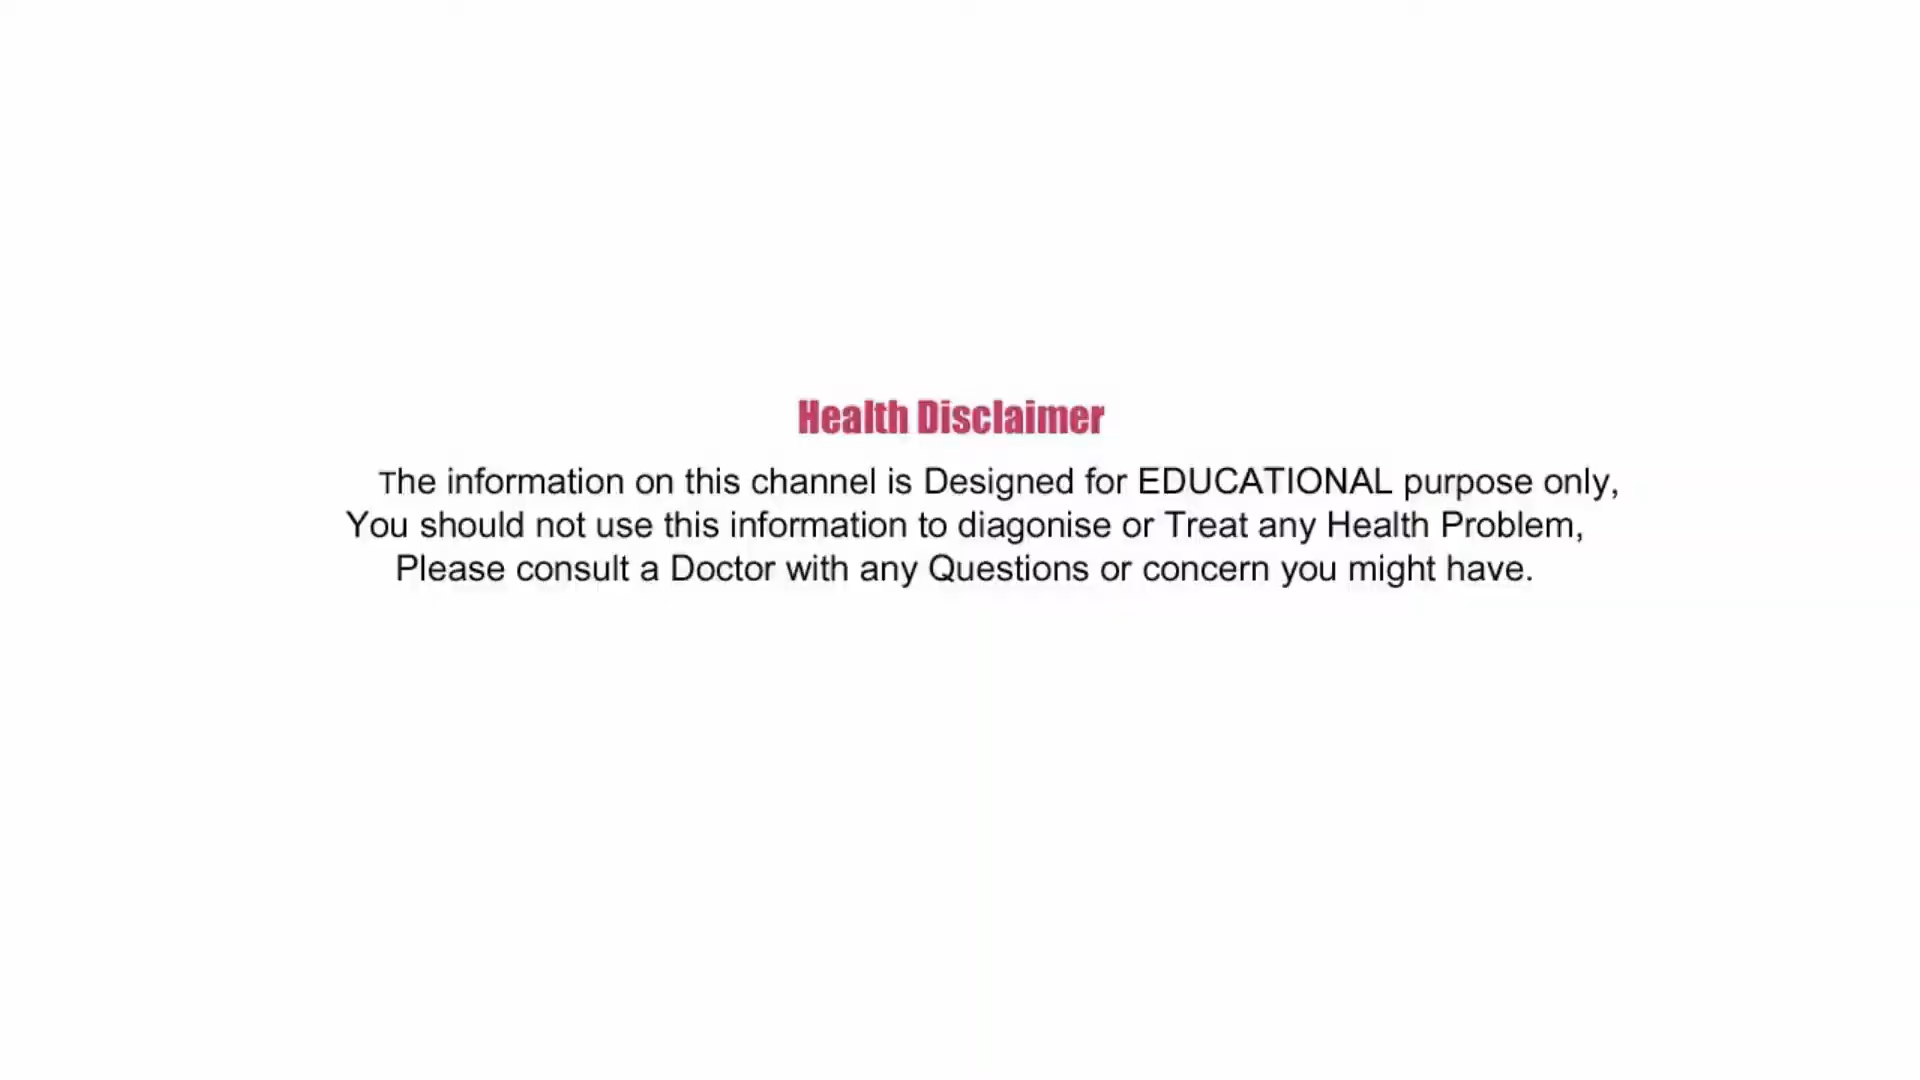 Health Disclaimer
The information on this channel is Designed for EDUCATIONAL purpose only,
You should not use this information to diagonise or Treat any Health Problem,
Please consult a Doctor with any Questions or concern you might have.